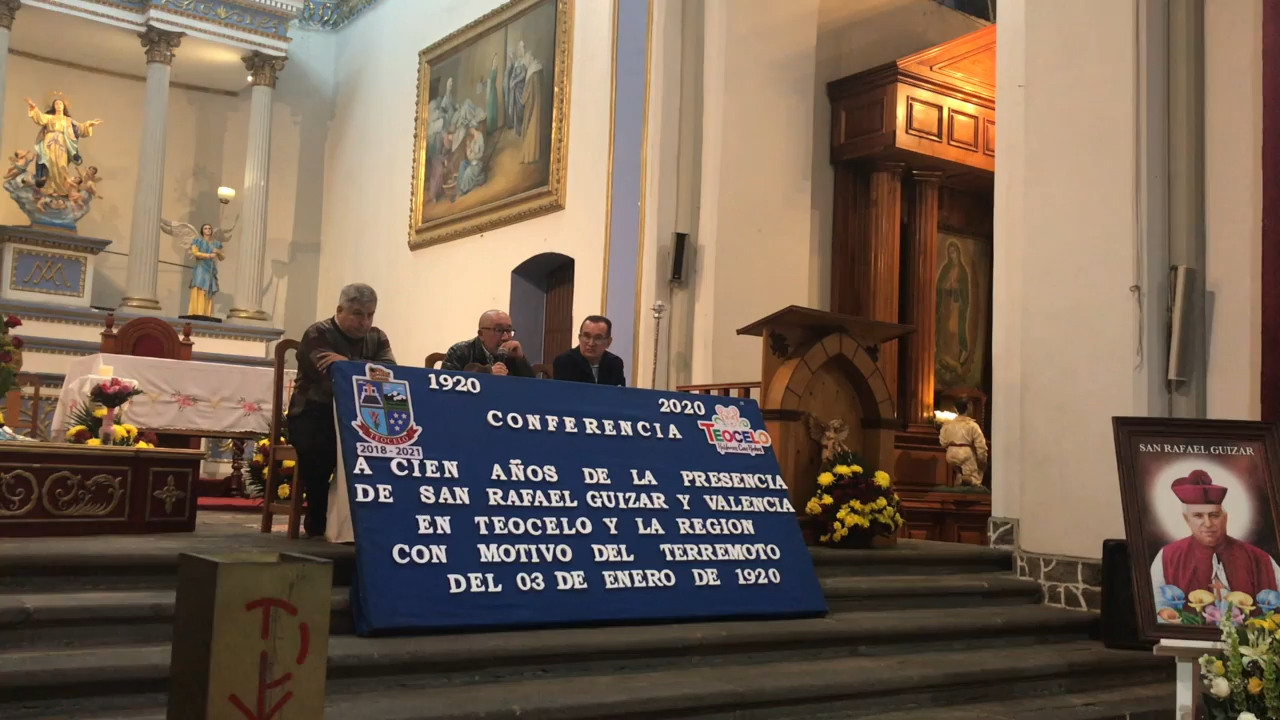 1920
2020
CONFERENCIA
TEOCELO
2018 - 2021
A CIEN AÑOS DE LA PRESENCIA
DE SAN RAFAEL GUIZAR Y VALENCIA
EN TEOCELO Y LA REGION
CON MOTIVO DEL TERREMOTO
DEL 03 DE ENERO DE 1920
TEOCELO
SAN RAFAEL GUIZAR